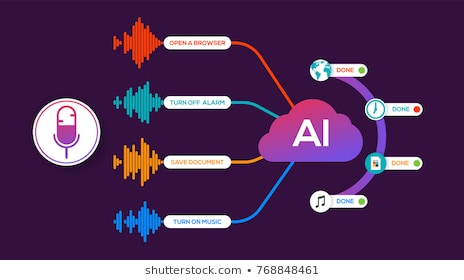 OPEN A BROWSER
DONE
TURN OFF ALARM
DONE
AI
SAVE DOCUMENT
DONE
TURN ON MUSIC
DONE
shutterstock.com • 768848461